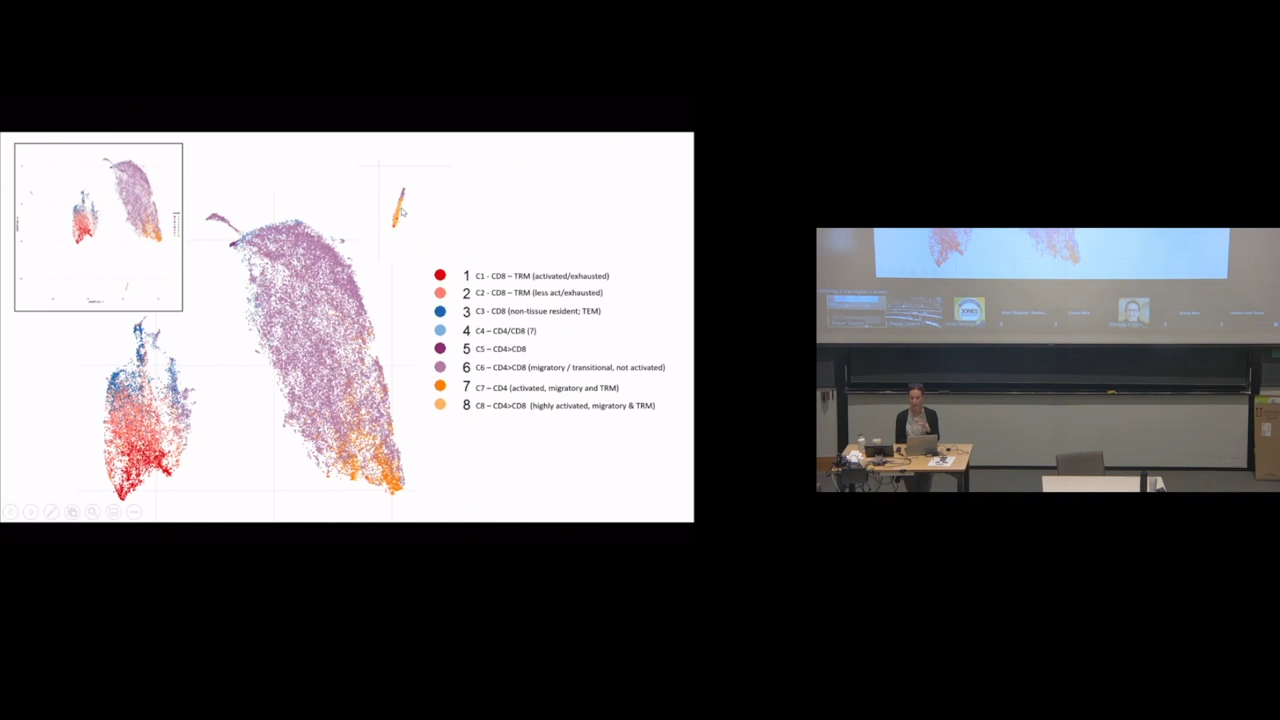 1 C1 - CD8 – TRM (activated/exhausted)
2 C2 - CD8 – TRM (less act/exhausted)
3 C3 - CD8 (non-tissue resident; TEM)
4 C4 – CD4/CD8 (?)
5 C5 – CD4>CD8
6 C6 – CD4>CD8 (migratory / transitional, not activated)
7 C7 – CD4 (activated, migratory and TRM)
8 C8 – CD4>CD8 (highly activated, migratory & TRM)
JONES